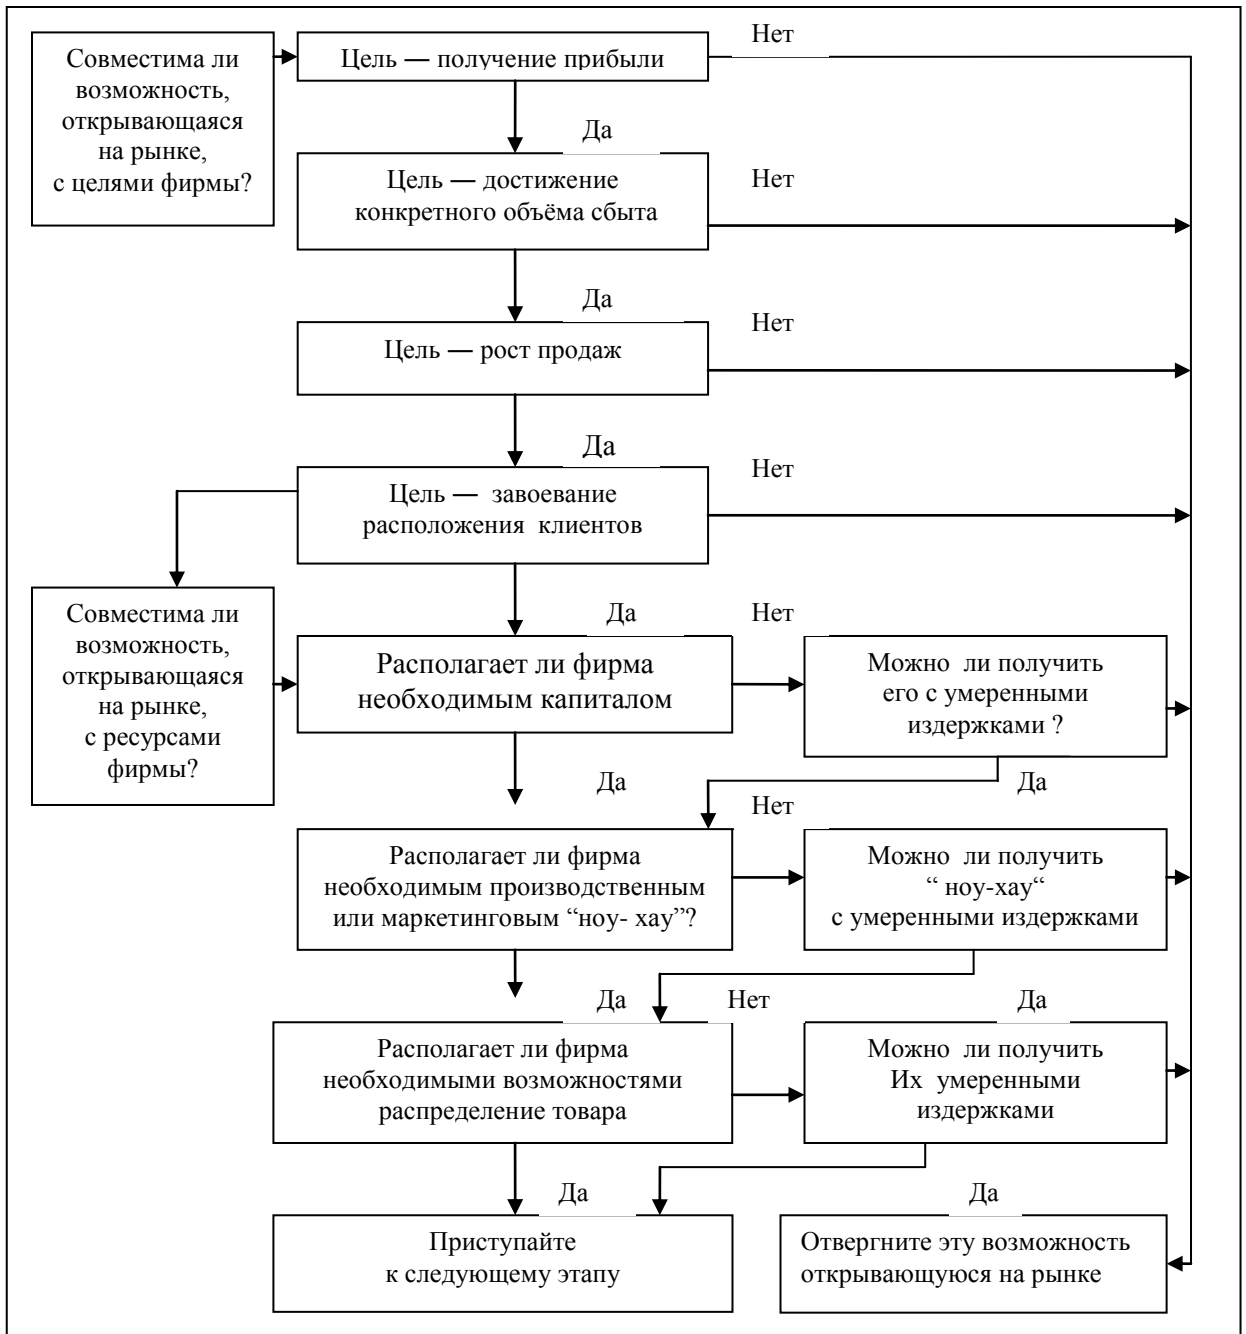 Нет
Совместима ли
возможность,
открывающаяся
на рынке,
с целями фирмы?
Цель — получение прибыли
Да
Цель — достижение
конкретного объёма сбыта
Нет
Да
Цель — рост продаж
Нет
Да
Цель — завоевание
расположения клиентов
Нет
Совместима ли
возможность,
открывающаяся
на рынке,
с ресурсами
фирмы?
Да
Нет
Располагает ли фирма
необходимым капиталом
Можно ли получить
его с умеренными
издержками ?
Да
Да
Нет
Располагает ли фирма
необходимым производственным
или маркетинговым “ноу- хау”?
Можно ли получить
“ ноу-хау“
с умеренными издержками
Да
Нет
Да
Располагает ли фирма
необходимыми возможностями
распределение товара
Можно ли получить
Их умеренными
издержками
Да
Да
Приступайте
к следующему этапу
Отвергните эту возможность
открывающуюся на рынке